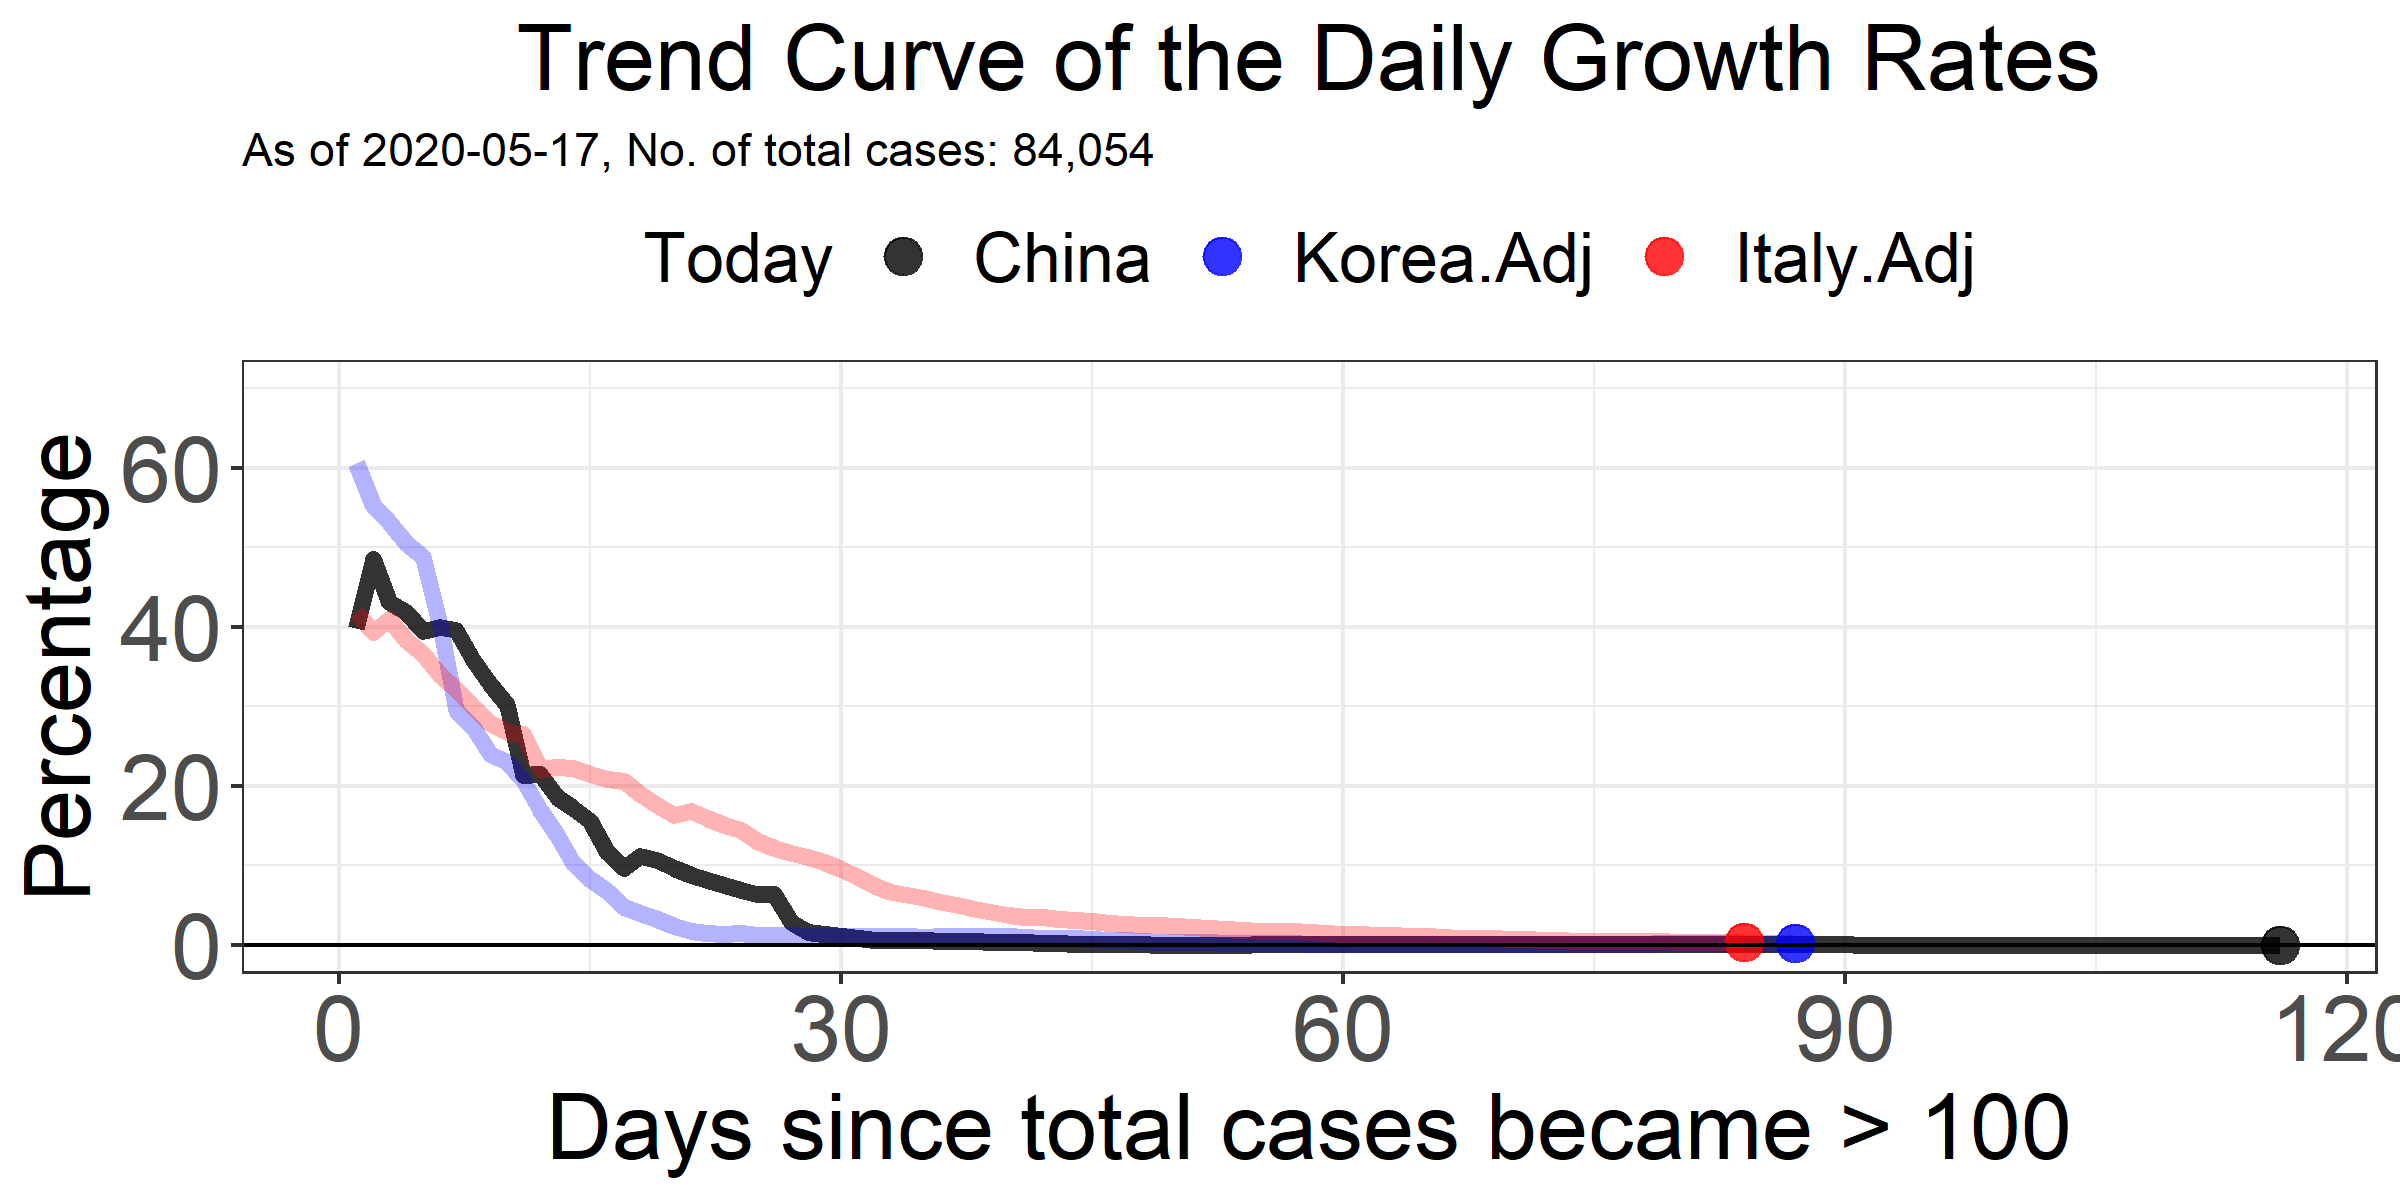 Trend Curve of the Daily Growth Rates
As of 2020-05-17, No. of total cases: 84,054
Today China Korea.Adj Italy.Adj
Percentage
60
40
20
0
0 30 60 90 120
Days since total cases became > 100